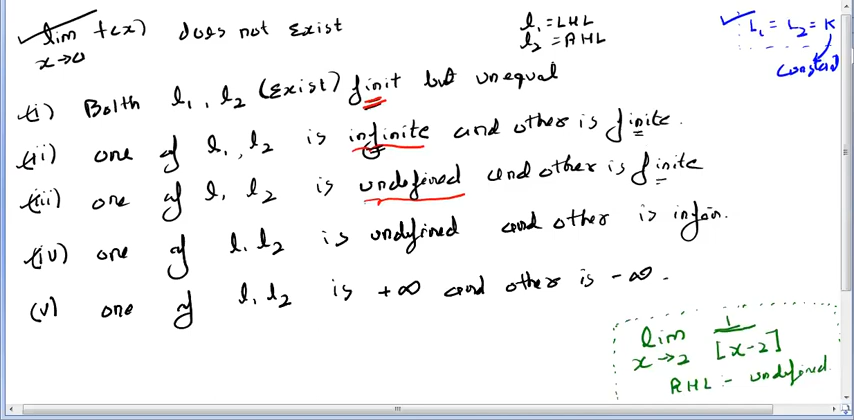 lim f(x) does not Exist
x→a
l₁ = LHL
l₂ = RHL
L₁ = L₂ = K
constant
(i) Bolth l₁, l₂ (Exist) finit but unequal
(ii) one of l₁, l₂ is infinite and other is finite.
(iii) one of l₁ l₂ is undefined and other is finite
(iv) one of l₁ l₂ is undefined and other is infin.
(v) one of l₁ l₂ is +∞ and other is -∞.
lim 1
x→2 [x-2]
RHL - undefined.